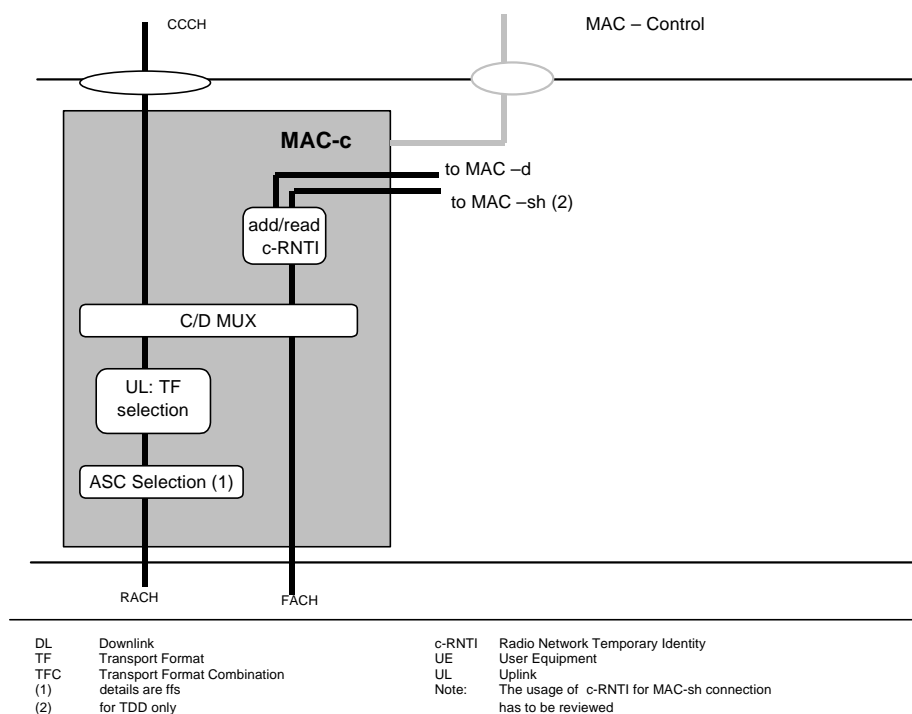 CCCH
MAC – Control
MAC-c
to MAC –d
to MAC –sh (2)
add/read
c-RNTI
C/D MUX
UL: TF
selection
ASC Selection (1)
RACH
FACH
DL Downlink
TF Transport Format
TFC Transport Format Combination
(1) details are ffs
(2) for TDD only
c-RNTI Radio Network Temporary Identity
UE User Equipment
UL Uplink
Note: The usage of c-RNTI for MAC-sh connection
has to be reviewed